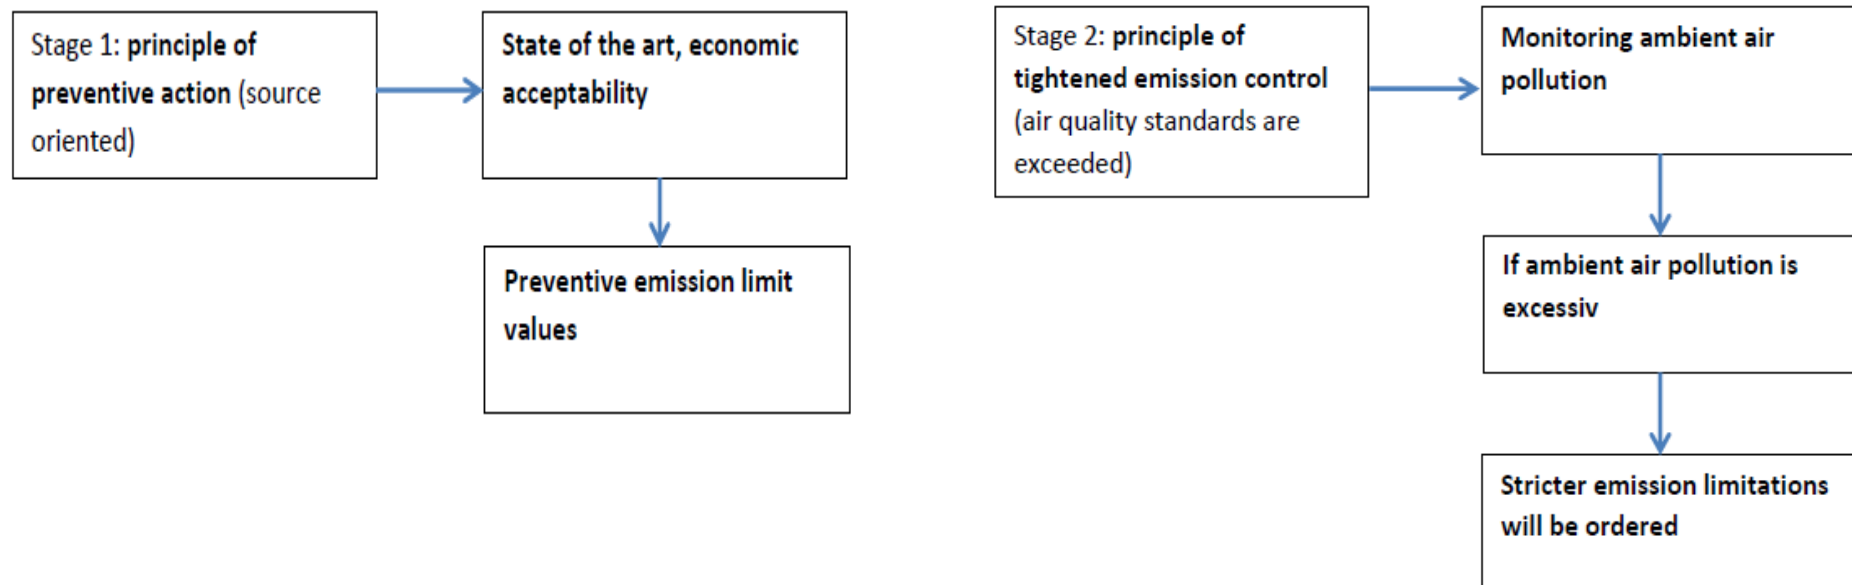 Stage 1: principle of
preventive action (source
oriented)
State of the art, economic
acceptability
Preventive emission limit
values
Stage 2: principle of
tightened emission control
(air quality standards are
exceeded)
Monitoring ambient air
pollution
If ambient air pollution is
excessiv
Stricter emission limitations
will be ordered